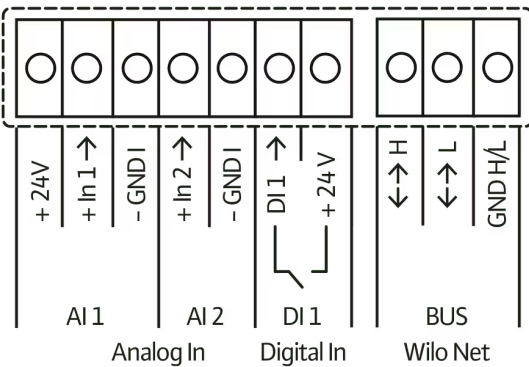 + 24V
+ In 1 →
- GND I
+ In 2 →
- GND I
DI 1 →
+ 24 V
<-> H
<-> L
GND H/L
AI 1 AI 2 DI 1 BUS
Analog In Digital In Wilo Net